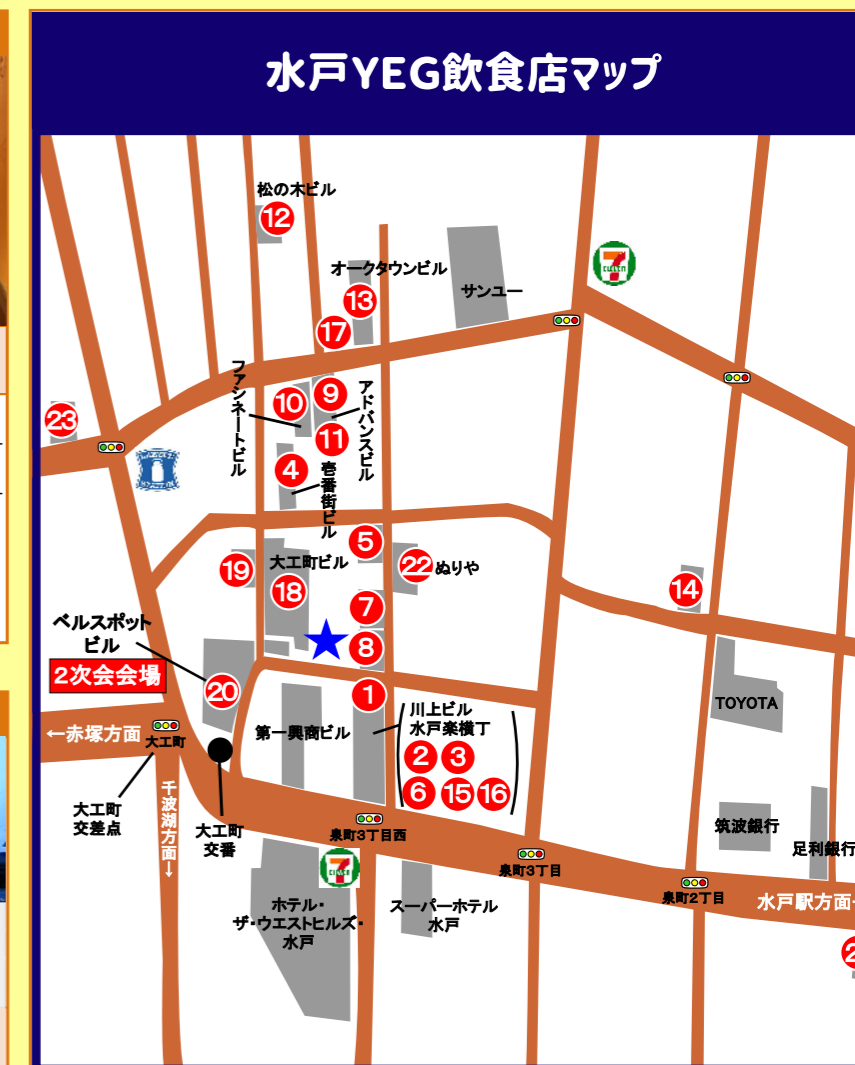 水戸YEG飲食店マップ
松の木ビル
12
オークタウンビル
13
サンユー
7
17
ファシネートビル
10
9
アドバンスビル
11
23
4
壱番街ビル
5
19
大工町ビル
18
22
ぬりや
14
7
8
ベルスポット
ビル
2次会会場
20
1
川上ビル
水戸楽横丁
2
3
6
15
16
TOYOTA
第一興商ビル
←赤塚方面
大工町
大工町
交差点
千波湖方面→
大工町
交番
泉町3丁目西
泉町3丁目
泉町2丁目
筑波銀行
足利銀行
水戸駅方面
7
ホテル・
ザ・ウエストヒルズ・
水戸
スーパーホテル
水戸